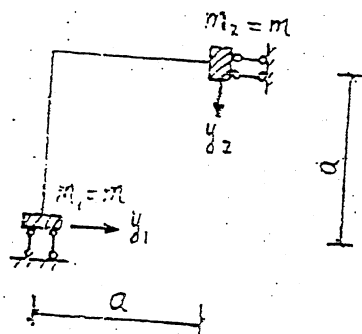 m₂ = m
y₂
a
m₁ = m
y₁
a